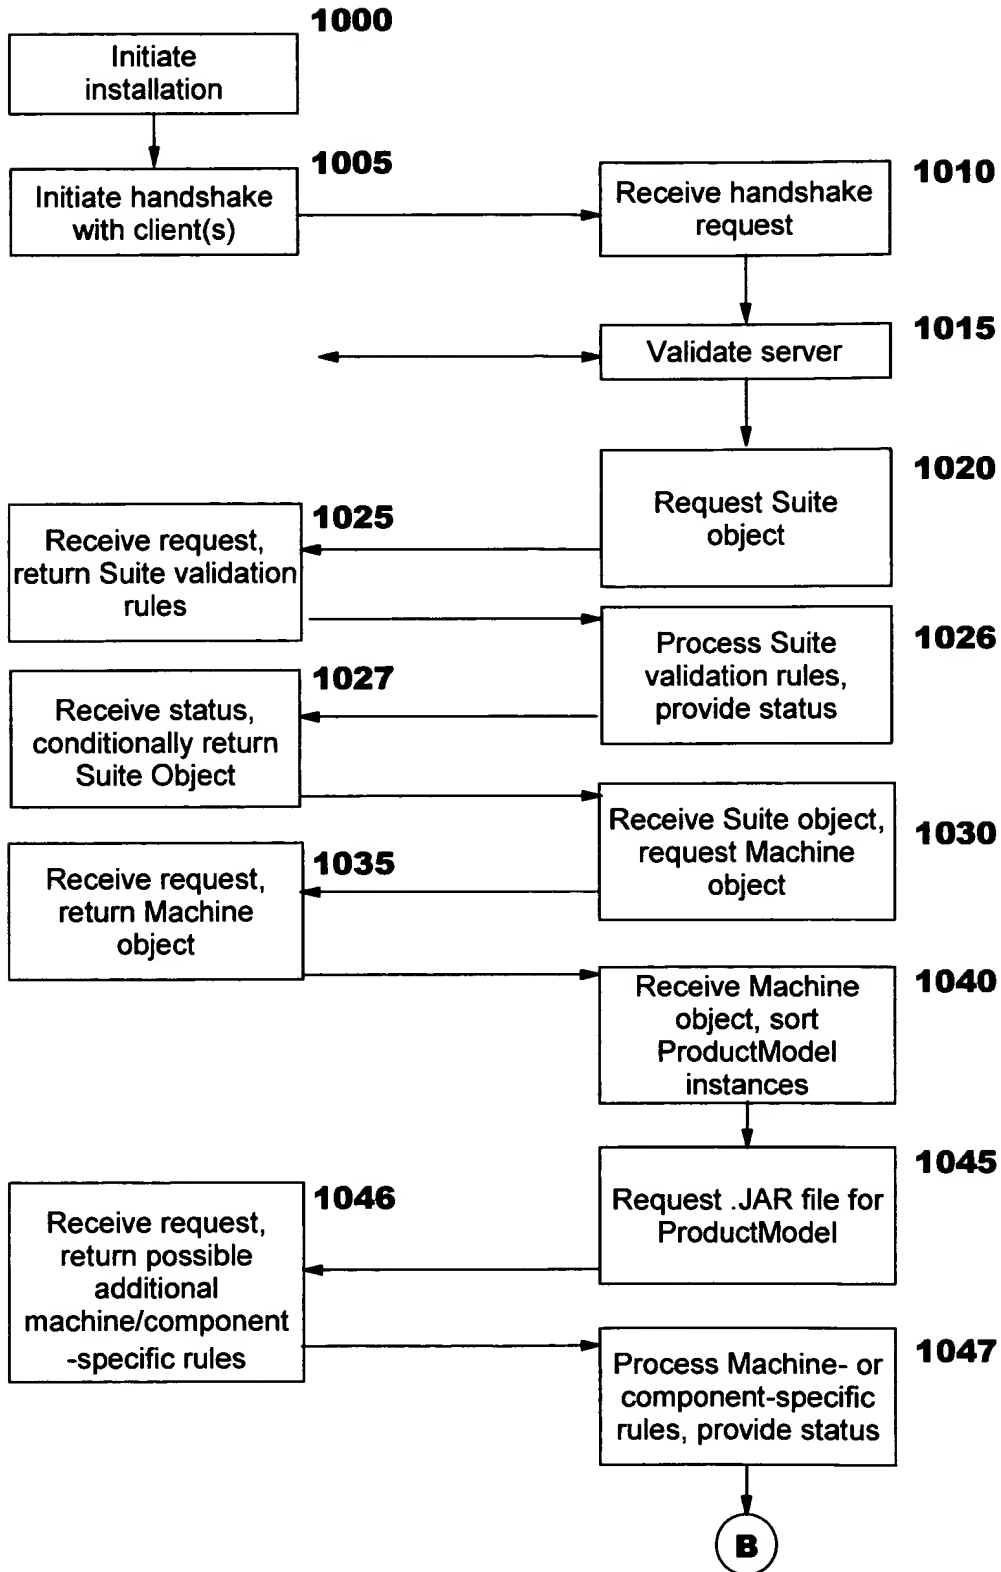 1000
Initiate
installation
1005
Initiate handshake
with client(s)
1010
Receive handshake
request
1015
Validate server
1020
Request Suite
object
1025
Receive request,
return Suite validation
rules
1026
Process Suite
validation rules,
provide status
1027
Receive status,
conditionally return
Suite Object
1030
Receive Suite object,
request Machine
object
1035
Receive request,
return Machine
object
1040
Receive Machine
object, sort
ProductModel
instances
1045
Request .JAR file for
ProductModel
1046
Receive request,
return possible
additional
machine/component
-specific rules
1047
Process Machine- or
component-specific
rules, provide status
B